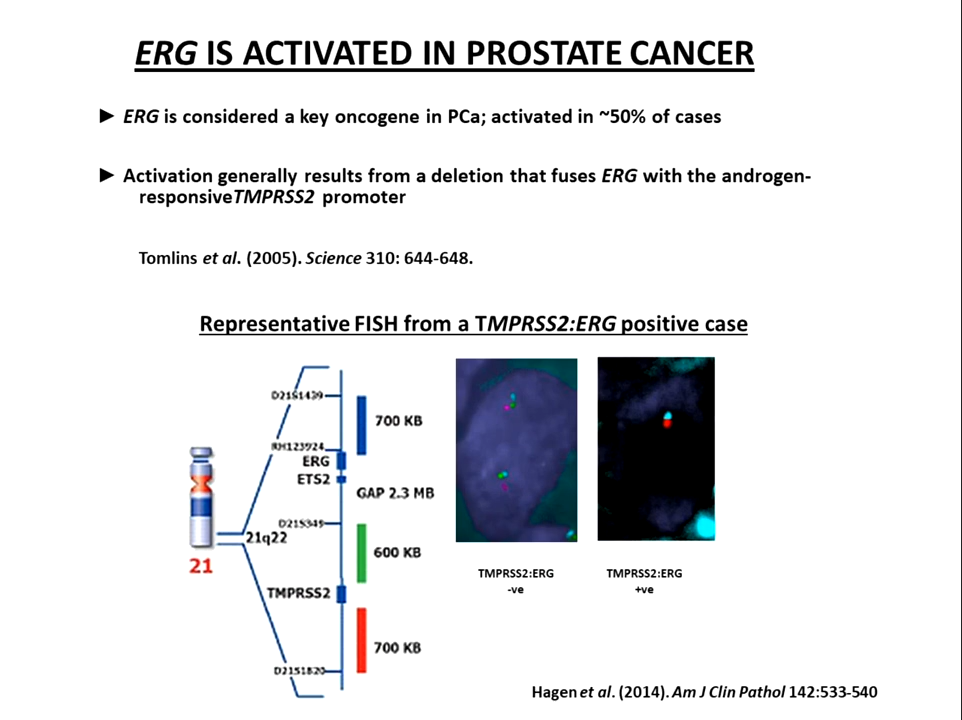 ERG IS ACTIVATED IN PROSTATE CANCER
► ERG is considered a key oncogene in PCa; activated in ~50% of cases
► Activation generally results from a deletion that fuses ERG with the androgen-
responsiveTMPRSS2 promoter
Tomlins et al. (2005). Science 310: 644-648.
Representative FISH from a TMPRSS2:ERG positive case
D21S1439
700 KB
RH123924
ERG
ETS2
GAP 2.3 MB
D21S349
21q22
600 KB
21
TMPRSS2
700 KB
D21S1820
TMPRSS2:ERG
-ve
TMPRSS2:ERG
+ve
Hagen et al. (2014). Am J Clin Pathol 142:533-540